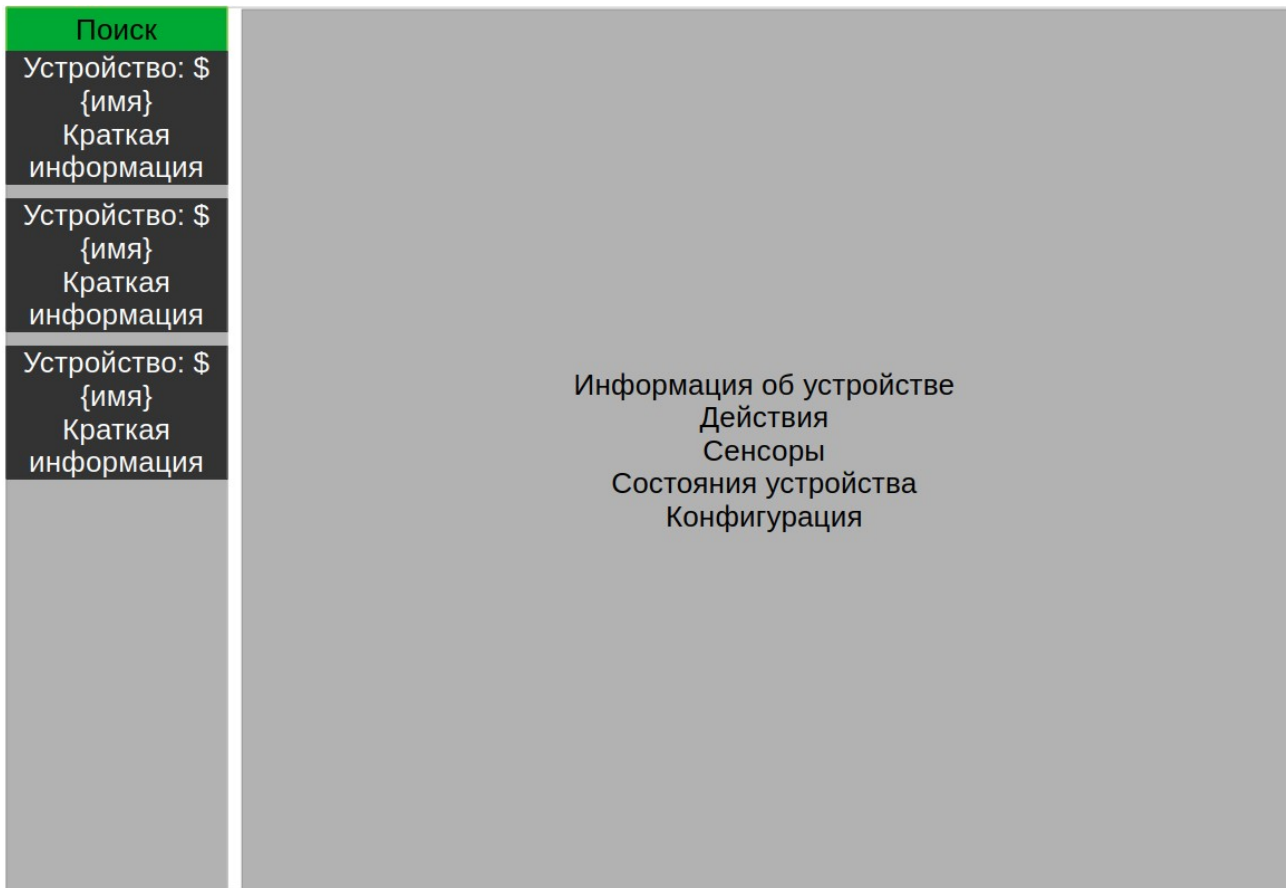 Поиск
Устройство: $
{имя}
Краткая
информация
Устройство: $
{имя}
Краткая
информация
Устройство: $
{имя}
Краткая
информация
Информация об устройстве
Действия
Сенсоры
Состояния устройства
Конфигурация